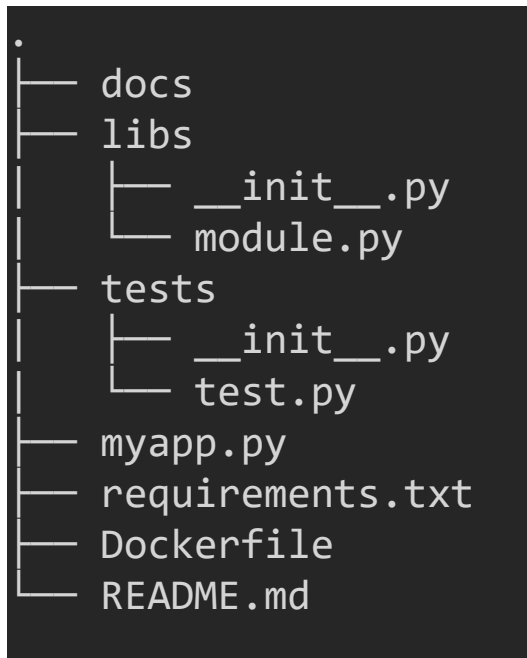 .
├── docs
├── libs
│   ├── __init__.py
│   └── module.py
├── tests
│   ├── __init__.py
│   └── test.py
├── myapp.py
├── requirements.txt
├── Dockerfile
└── README.md